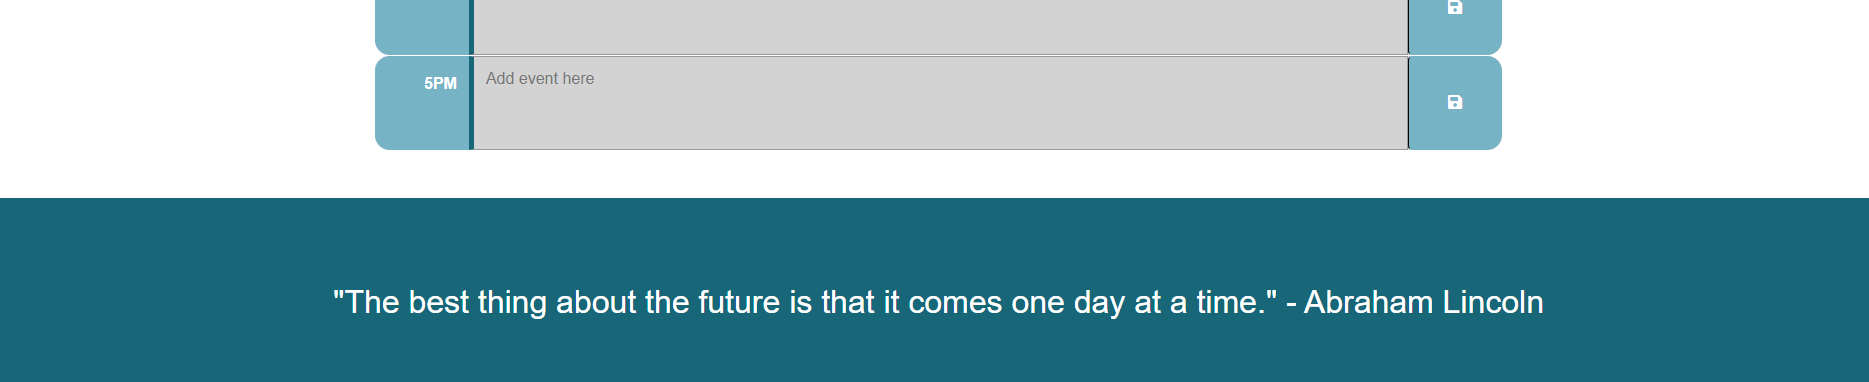 5PM
Add event here
"The best thing about the future is that it comes one day at a time." - Abraham Lincoln